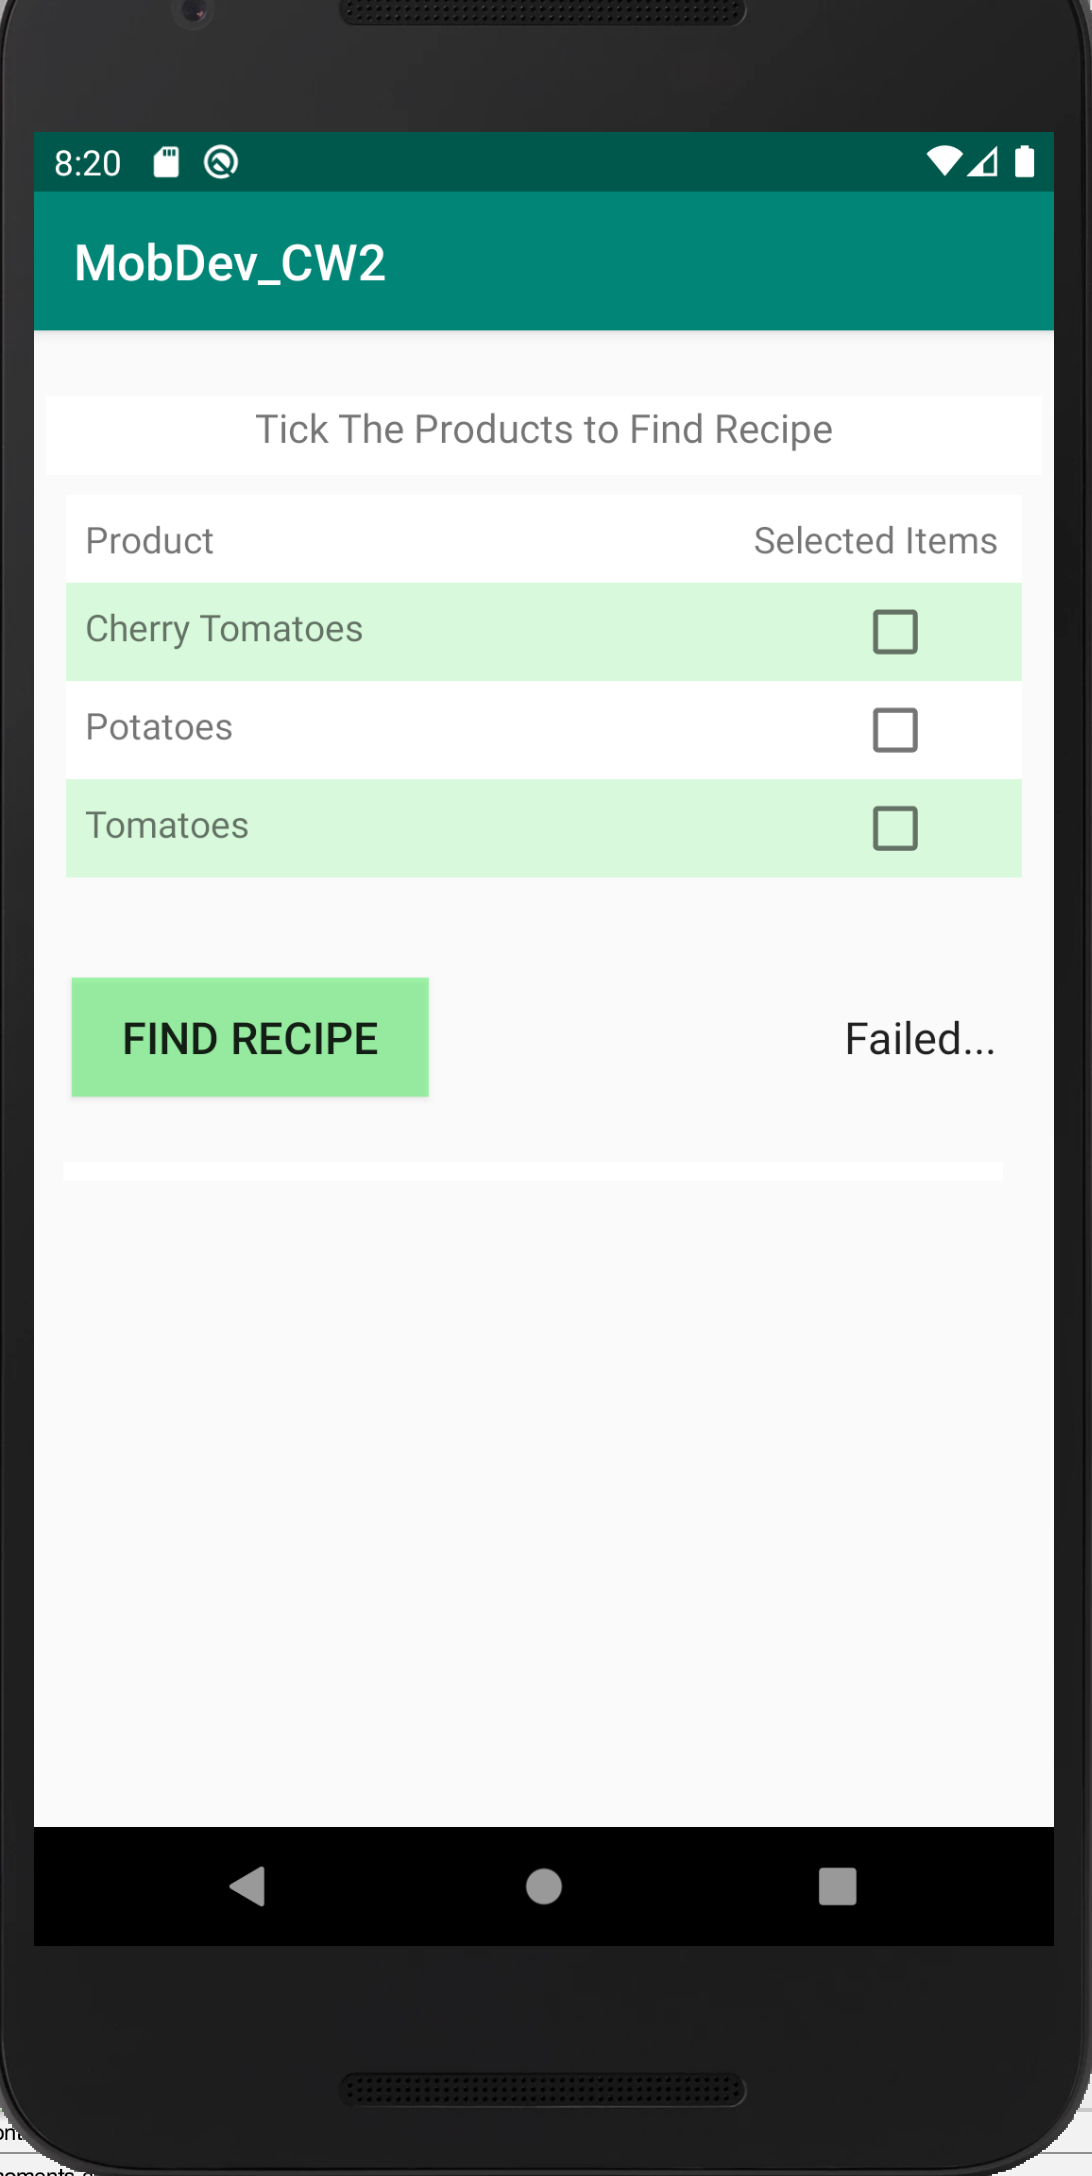 8:20
MobDev_CW2
Tick The Products to Find Recipe
Product Selected Items
Cherry Tomatoes
Potatoes
Tomatoes
FIND RECIPE Failed...